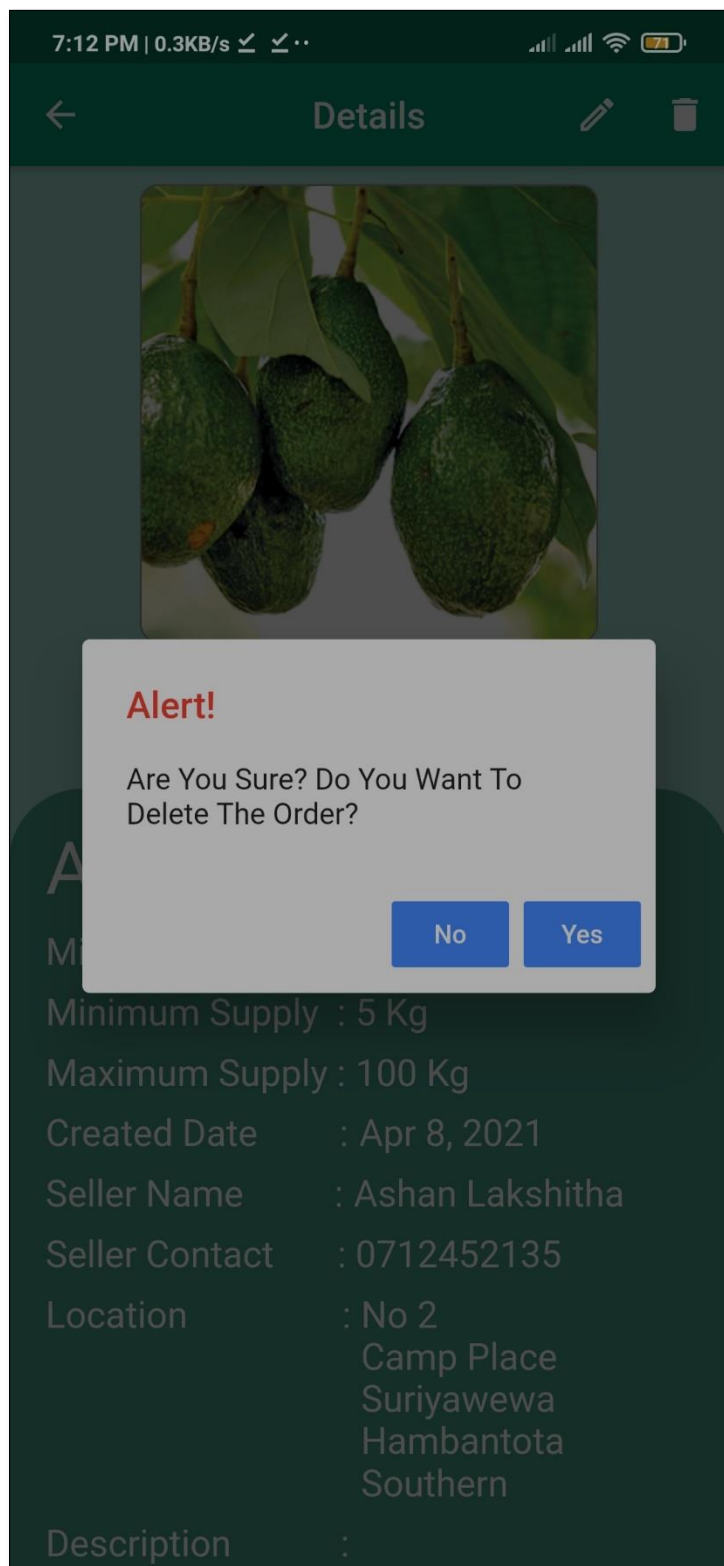 7:12 PM | 0.3KB/s
71
Details
Alert!
Are You Sure? Do You Want To
Delete The Order?
No Yes
A
Mi
Minimum Supply : 5 Kg
Maximum Supply : 100 Kg
Created Date : Apr 8, 2021
Seller Name : Ashan Lakshitha
Seller Contact : 0712452135
Location : No 2
Camp Place
Suriyawewa
Hambantota
Southern
Description :